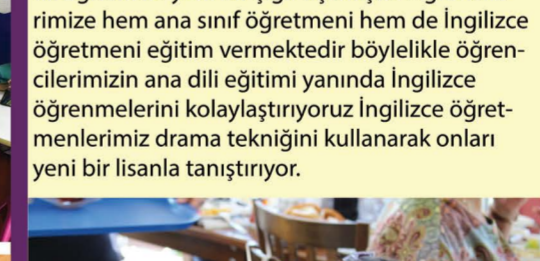 rimize hem ana sınıf öğretmeni hem de İngilizce
öğretmeni eğitim vermektedir böylelikle öğren-
cilerimizin ana dili eğitimi yanında İngilizce
öğrenmelerini kolaylaştırıyoruz İngilizce öğret-
menlerimiz drama tekniğini kullanarak onları
yeni bir lisanla tanıştırıyor.